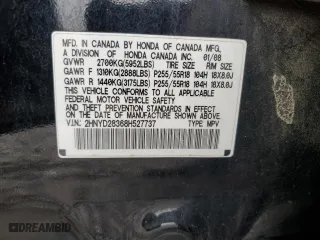 MFD. IN CANADA BY HONDA OF CANADA MFG.
A DIVISION OF HONDA CANADA INC. 01/08
GVWR 2700KG(5952LBS) TIRE SIZE RIM SIZE
GAWR F 1310KG(2888LBS) P255/55R18 104H 18X8.0J
GAWR R 1440KG(3175LBS) P255/55R18 104H 18X8.0J
THIS VEHICLE CONFORMS TO ALL APPLICABLE FEDERAL
MOTOR VEHICLE SAFETY AND THEFT PREVENTION
STANDARDS IN EFFECT ON THE DATE OF MANUFACTURE
SHOWN ABOVE.
V.I.N.: 2HNYD28368H527737 TYPE: MPV